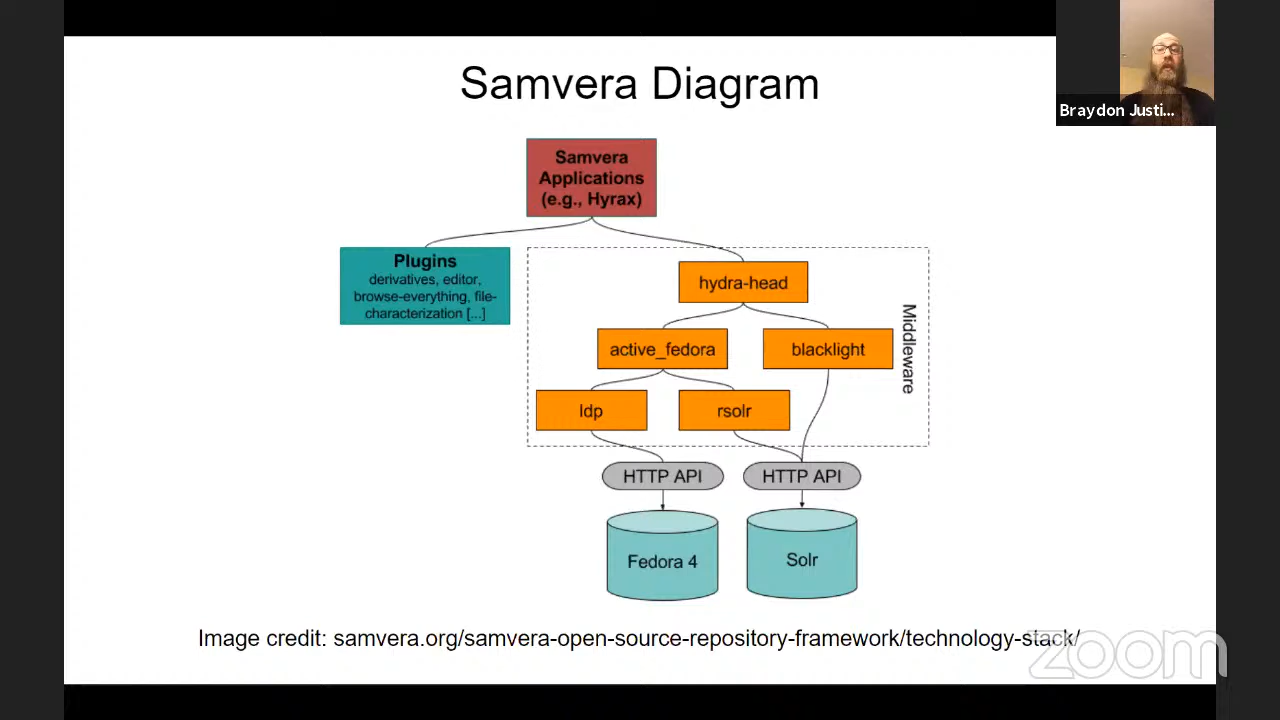 Samvera Diagram
Braydon Justi...
Samvera
Applications
(e.g., Hyrax)
Plugins
derivatives, editor,
browse-everything, file-
characterization [...]
hydra-head
Middleware
active_fedora
blacklight
ldp
rsolr
HTTP API
HTTP API
Fedora 4
Solr
Image credit: samvera.org/samvera-open-source-repository-framework/technology-stack/
zoom